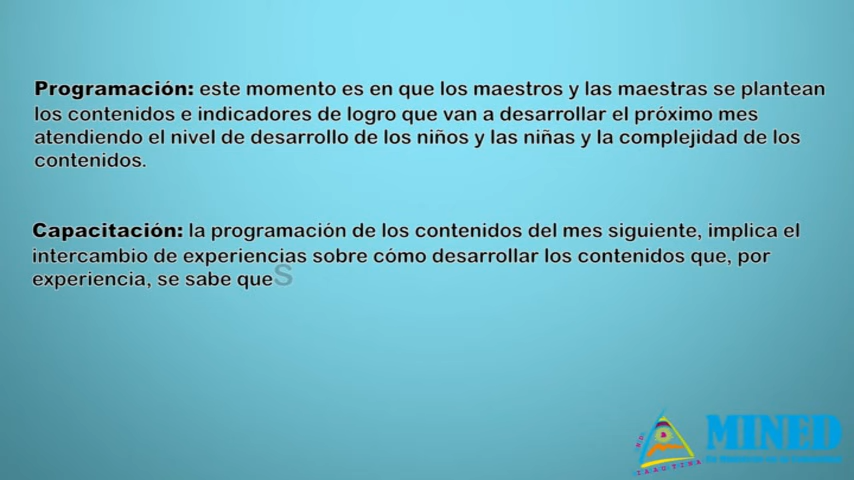 Programación: este momento es en que los maestros y las maestras se plantean
los contenidos e indicadores de logro que van a desarrollar el próximo mes
atendiendo el nivel de desarrollo de los niños y las niñas y la complejidad de los
contenidos.
Capacitación: la programación de los contenidos del mes siguiente, implica el
intercambio de experiencias sobre cómo desarrollar los contenidos que, por
experiencia, se sabe que s
MINED